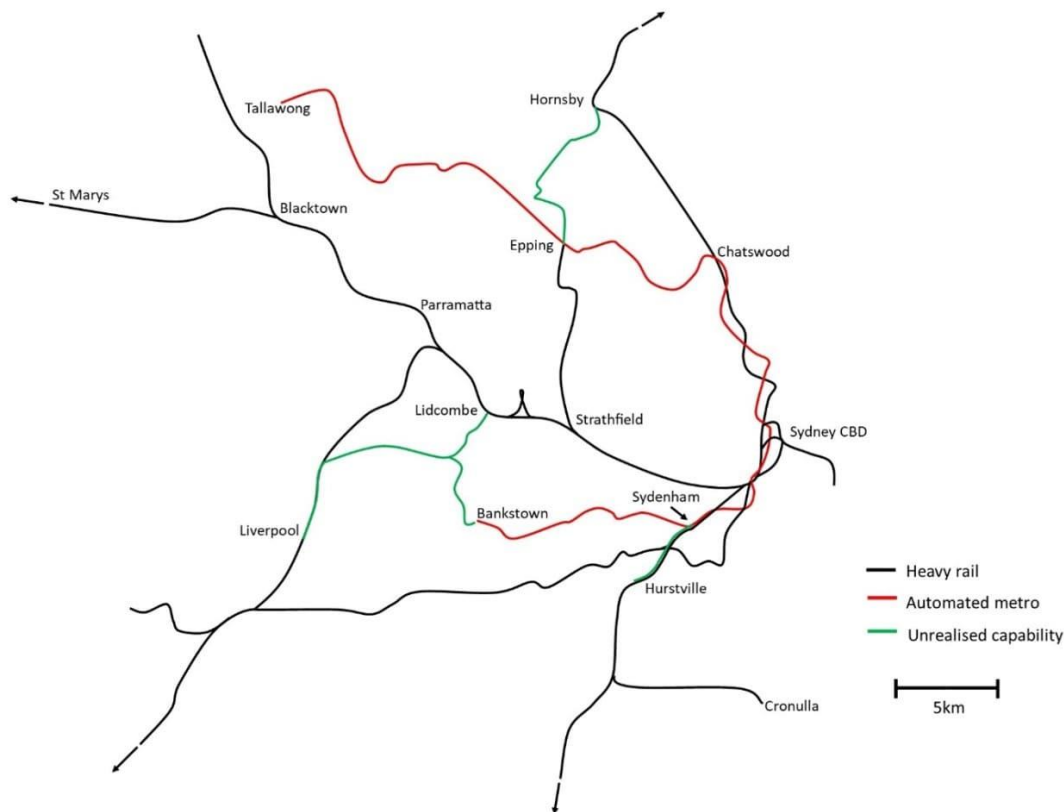 Tallawong
Hornsby
St Marys
Blacktown
Epping
Chatswood
Parramatta
Lidcombe
Strathfield
Sydney CBD
Sydenham
Bankstown
Liverpool
Hurstville
Heavy rail
Automated metro
Unrealised capability
5km
Cronulla